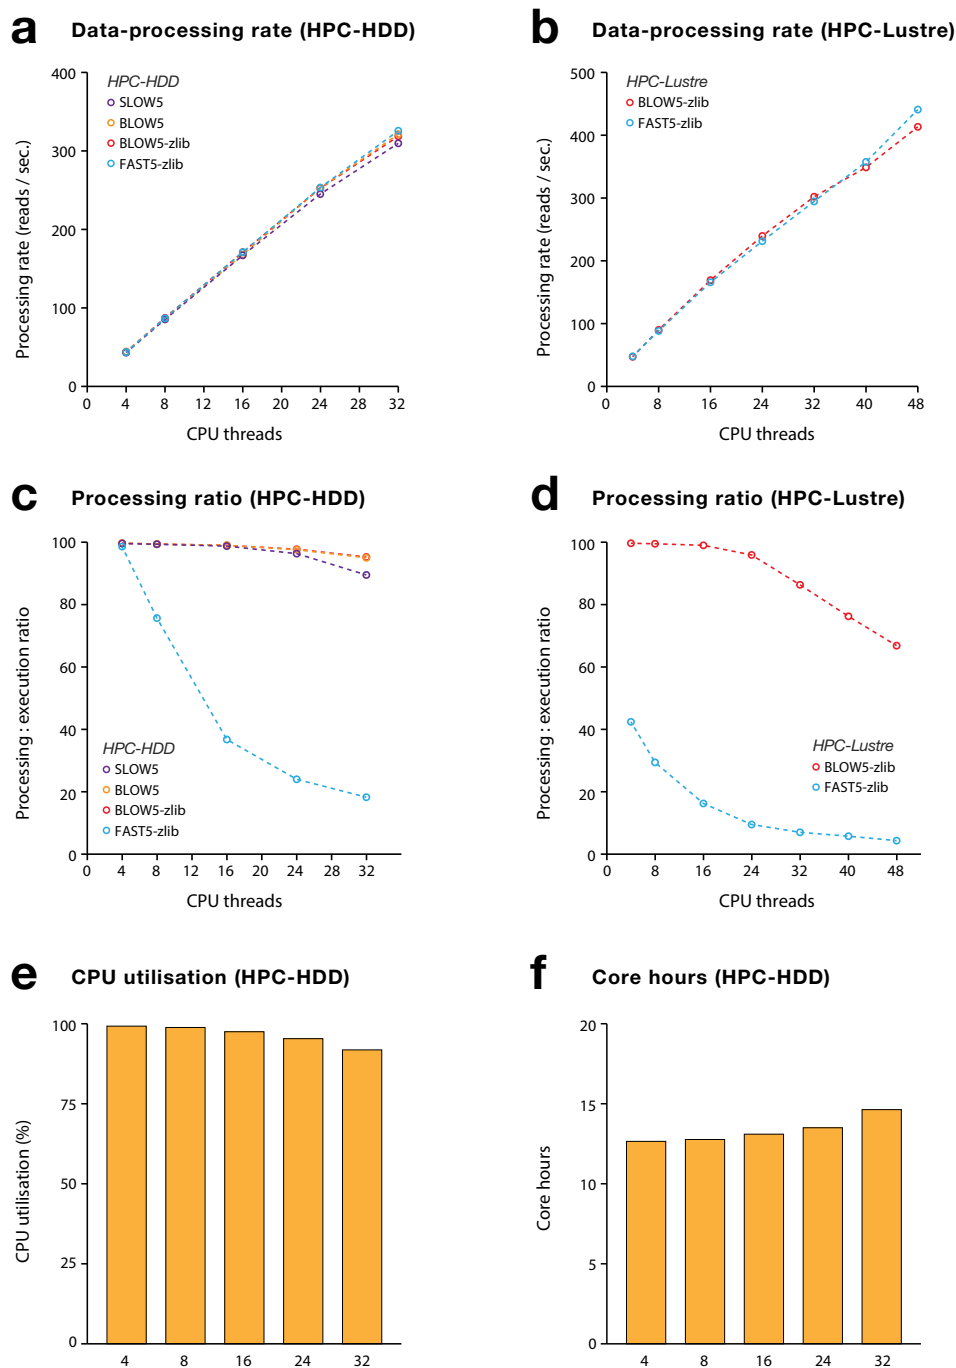 a Data-processing rate (HPC-HDD)
400
300
200
100
0
Processing rate (reads / sec.)
HPC-HDD
SLOW5
BLOW5
BLOW5-zlib
FAST5-zlib
0 4 8 12 16 20 24 28 32
CPU threads
b Data-processing rate (HPC-Lustre)
500
400
300
200
100
0
Processing rate (reads / sec.)
HPC-Lustre
BLOW5-zlib
FAST5-zlib
0 8 16 24 32 40 48
CPU threads
c Processing ratio (HPC-HDD)
100
80
60
40
20
0
Processing : execution ratio
HPC-HDD
SLOW5
BLOW5
BLOW5-zlib
FAST5-zlib
0 4 8 12 16 20 24 28 32
CPU threads
d Processing ratio (HPC-Lustre)
100
80
60
40
20
0
Processing : execution ratio
HPC-Lustre
BLOW5-zlib
FAST5-zlib
0 8 16 24 32 40 48
CPU threads
e CPU utilisation (HPC-HDD)
100
75
50
25
0
CPU utilisation (%)
4 8 16 24 32
f Core hours (HPC-HDD)
20
15
10
5
0
Core hours
4 8 16 24 32